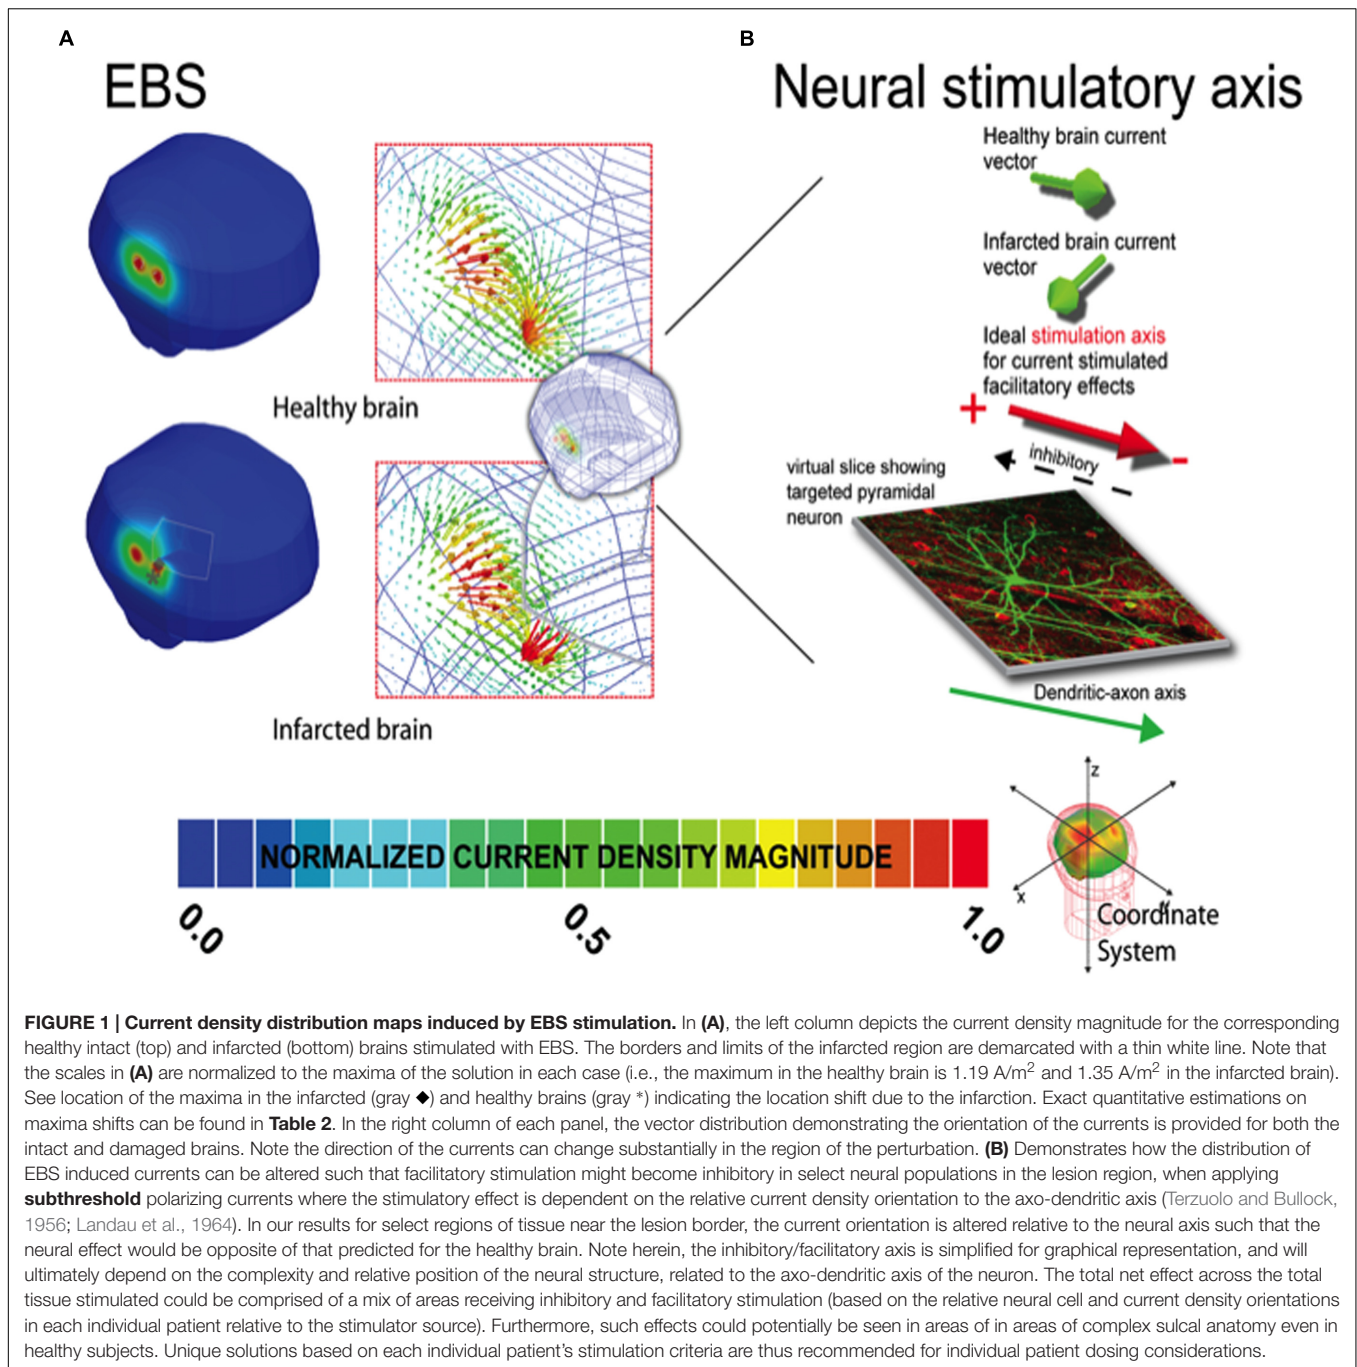 A
B
EBS
Neural stimulatory axis
Healthy brain current
vector
Infarcted brain current
vector
Ideal stimulation axis
for current stimulated
facilitatory effects
+
inhibitory
-
Healthy brain
virtual slice showing
targeted pyramidal
neuron
Dendritic-axon axis
Infarcted brain
z
NORMALIZED CURRENT DENSITY MAGNITUDE
x
0.0
0.5
1.0
Coordinate
System
FIGURE 1 | Current density distribution maps induced by EBS stimulation. In (A), the left column depicts the current density magnitude for the corresponding
healthy intact (top) and infarcted (bottom) brains stimulated with EBS. The borders and limits of the infarcted region are demarcated with a thin white line. Note that
the scales in (A) are normalized to the maxima of the solution in each case (i.e., the maximum in the healthy brain is 1.19 A/m² and 1.35 A/m² in the infarcted brain).
See location of the maxima in the infarcted (gray ◆) and healthy brains (gray *) indicating the location shift due to the infarction. Exact quantitative estimations on
maxima shifts can be found in Table 2. In the right column of each panel, the vector distribution demonstrating the orientation of the currents is provided for both the
intact and damaged brains. Note the direction of the currents can change substantially in the region of the perturbation. (B) Demonstrates how the distribution of
EBS induced currents can be altered such that facilitatory stimulation might become inhibitory in select neural populations in the lesion region, when applying
subthreshold polarizing currents where the stimulatory effect is dependent on the relative current density orientation to the axo-dendritic axis (Terzuolo and Bullock,
1956; Landau et al., 1964). In our results for select regions of tissue near the lesion border, the current orientation is altered relative to the neural axis such that the
neural effect would be opposite of that predicted for the healthy brain. Note herein, the inhibitory/facilitatory axis is simplified for graphical representation, and will
ultimately depend on the complexity and relative position of the neural structure, related to the axo-dendritic axis of the neuron. The total net effect across the total
tissue stimulated could be comprised of a mix of areas receiving inhibitory and facilitatory stimulation (based on the relative neural cell and current density orientations
in each individual patient relative to the stimulator source). Furthermore, such effects could potentially be seen in areas of in areas of complex sulcal anatomy even in
healthy subjects. Unique solutions based on each individual patient's stimulation criteria are thus recommended for individual patient dosing considerations.